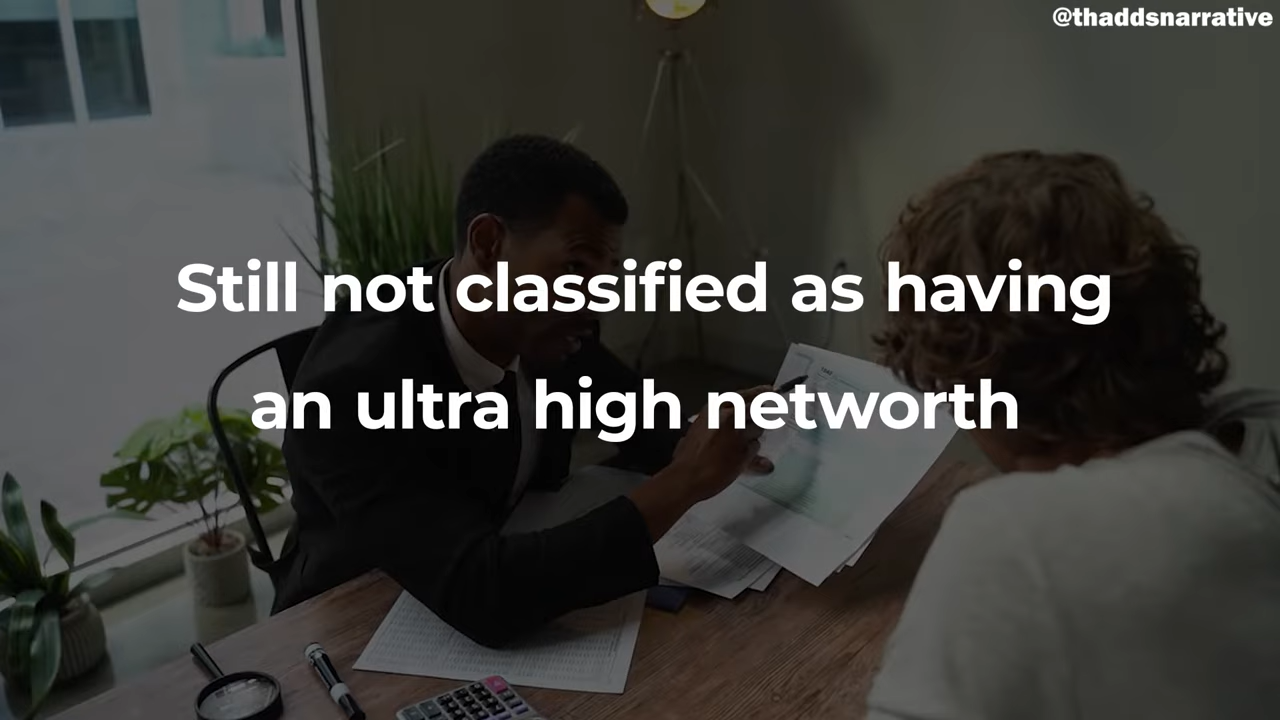 @thaddsnarrative
Still not classified as having
an ultra high networth